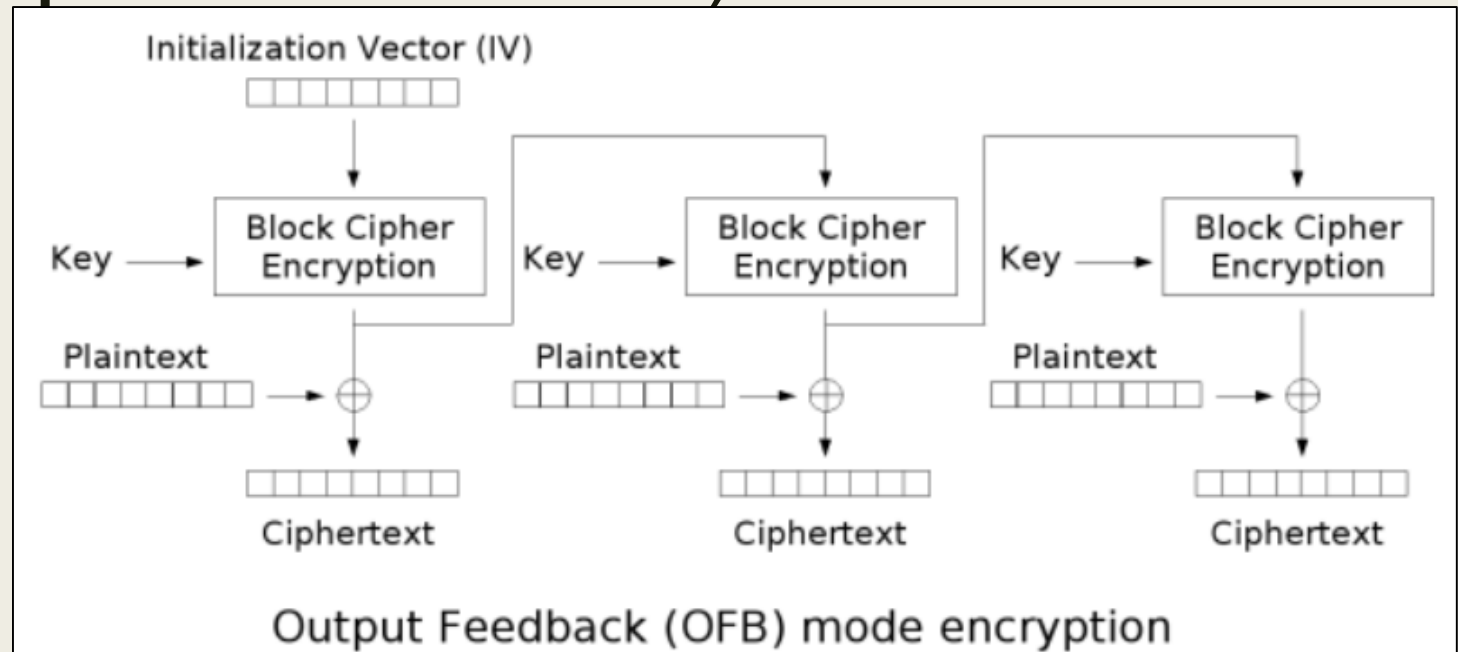 Initialization Vector (IV)
Block Cipher
Encryption
Block Cipher
Encryption
Block Cipher
Encryption
Key
Key
Key
Plaintext
Plaintext
Plaintext
Ciphertext
Ciphertext
Ciphertext
Output Feedback (OFB) mode encryption